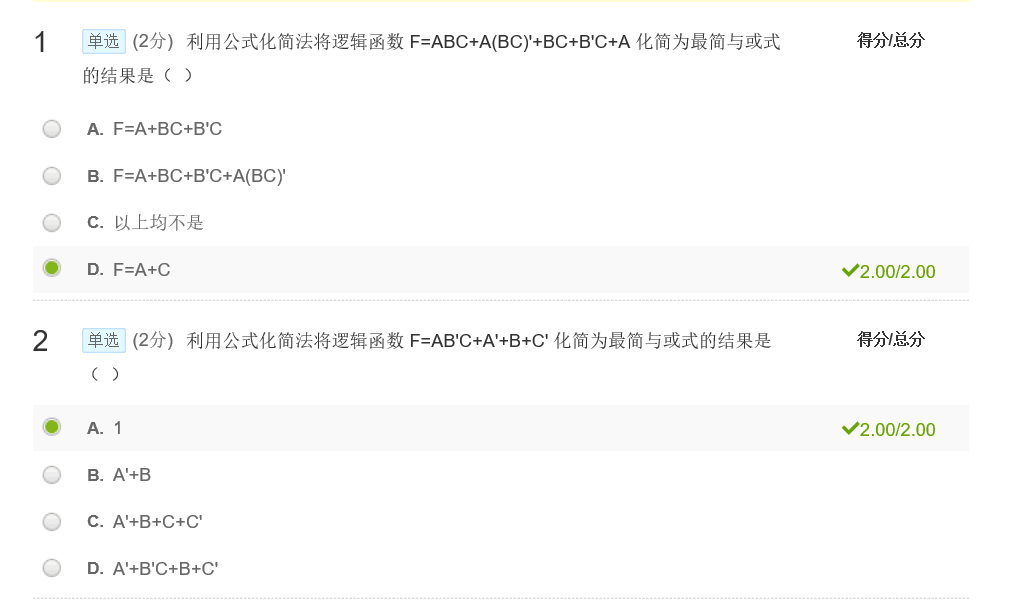 1 单选 (2分) 利用公式化简法将逻辑函数 F=ABC+A(BC)'+BC+B'C+A 化简为最简与或式 得分/总分
的结果是（ ）
A. F=A+BC+B'C
B. F=A+BC+B'C+A(BC)'
C. 以上均不是
D. F=A+C 2.00/2.00
2 单选 (2分) 利用公式化简法将逻辑函数 F=AB'C+A'+B+C' 化简为最简与或式的结果是 得分/总分
（ ）
A. 1 2.00/2.00
B. A'+B
C. A'+B+C+C'
D. A'+B'C+B+C'